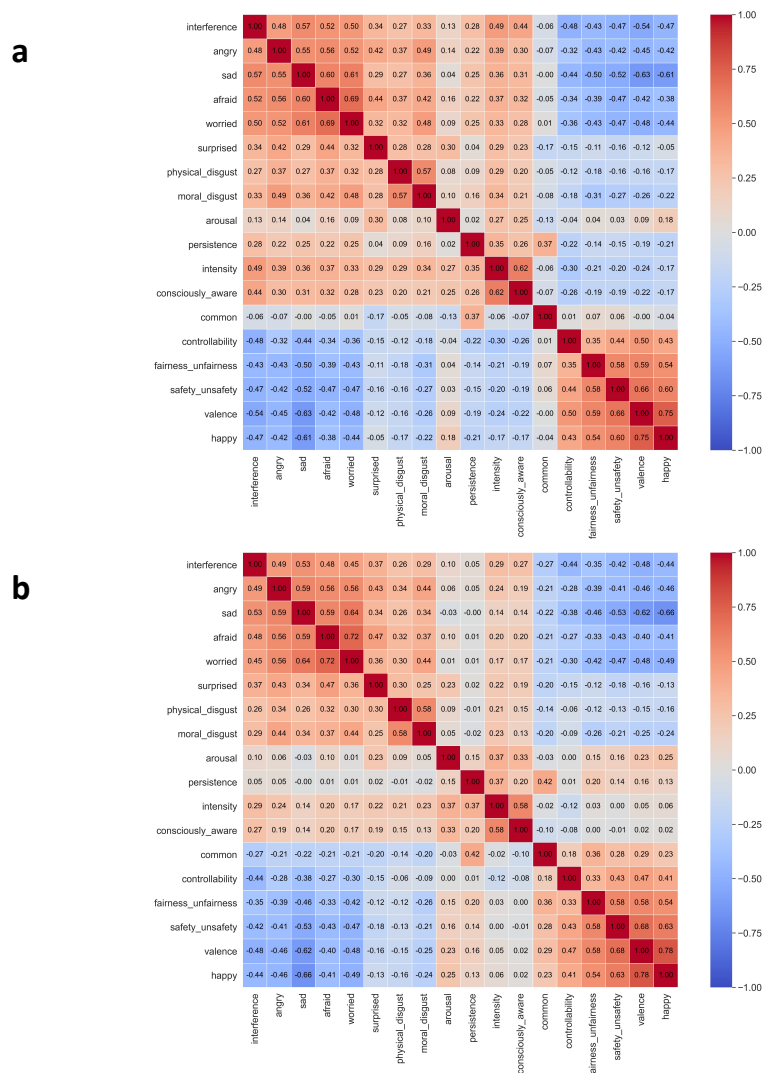 a
interference 1.00 0.48 0.57 0.52 0.50 0.34 0.27 0.33 0.13 0.28 0.49 0.44 -0.06 -0.48 -0.43 -0.47 -0.54 -0.47
angry 0.48 1.00 0.55 0.56 0.52 0.42 0.37 0.49 0.14 0.22 0.39 0.30 -0.07 -0.32 -0.43 -0.42 -0.45 -0.42
sad 0.57 0.55 1.00 0.60 0.61 0.29 0.27 0.36 0.04 0.25 0.36 0.31 -0.00 -0.44 -0.50 -0.52 -0.63 -0.61
afraid 0.52 0.56 0.60 1.00 0.69 0.44 0.37 0.42 0.16 0.22 0.37 0.32 -0.05 -0.34 -0.39 -0.47 -0.42 -0.38
worried 0.50 0.52 0.61 0.69 1.00 0.32 0.32 0.48 0.09 0.25 0.33 0.28 0.01 -0.36 -0.43 -0.47 -0.48 -0.44
surprised 0.34 0.42 0.29 0.44 0.32 1.00 0.28 0.28 0.30 0.04 0.29 0.23 -0.17 -0.15 -0.11 -0.16 -0.12 -0.05
physical_disgust 0.27 0.37 0.27 0.37 0.32 0.28 1.00 0.57 0.08 0.09 0.29 0.20 -0.05 -0.12 -0.18 -0.16 -0.16 -0.17
moral_disgust 0.33 0.49 0.36 0.42 0.48 0.28 0.57 1.00 0.10 0.16 0.34 0.21 -0.08 -0.18 -0.31 -0.27 -0.26 -0.22
arousal 0.13 0.14 0.04 0.16 0.09 0.30 0.08 0.10 1.00 0.02 0.27 0.25 -0.13 -0.04 0.04 0.03 0.09 0.18
persistence 0.28 0.22 0.25 0.22 0.25 0.04 0.09 0.16 0.02 1.00 0.35 0.26 0.37 -0.22 -0.14 -0.15 -0.19 -0.21
intensity 0.49 0.39 0.36 0.37 0.33 0.29 0.29 0.34 0.27 0.35 1.00 0.62 -0.06 -0.30 -0.21 -0.20 -0.24 -0.17
consciously_aware 0.44 0.30 0.31 0.32 0.28 0.23 0.20 0.21 0.25 0.26 0.62 1.00 -0.07 -0.26 -0.19 -0.19 -0.22 -0.17
common -0.06 -0.07 -0.00 -0.05 0.01 -0.17 -0.05 -0.08 -0.13 0.37 -0.06 -0.07 1.00 0.01 0.07 0.06 -0.00 -0.04
controllability -0.48 -0.32 -0.44 -0.34 -0.36 -0.15 -0.12 -0.18 -0.04 -0.22 -0.30 -0.26 0.01 1.00 0.35 0.44 0.50 0.43
fairness_unfairness -0.43 -0.43 -0.50 -0.39 -0.43 -0.11 -0.18 -0.31 0.04 -0.14 -0.21 -0.19 0.07 0.35 1.00 0.58 0.59 0.54
safety_unsafety -0.47 -0.42 -0.52 -0.47 -0.47 -0.16 -0.16 -0.27 0.03 -0.15 -0.20 -0.19 0.06 0.44 0.58 1.00 0.66 0.60
valence -0.54 -0.45 -0.63 -0.42 -0.48 -0.12 -0.16 -0.26 0.09 -0.19 -0.24 -0.22 -0.00 0.50 0.59 0.66 1.00 0.75
happy -0.47 -0.42 -0.61 -0.38 -0.44 -0.05 -0.17 -0.22 0.18 -0.21 -0.17 -0.17 -0.04 0.43 0.54 0.60 0.75 1.00
interference angry sad afraid worried surprised physical_disgust moral_disgust arousal persistence intensity consciously_aware common controllability fairness_unfairness safety_unsafety valence happy
1.00
0.75
0.50
0.25
0.00
−0.25
−0.50
−0.75
−1.00
b
interference 1.00 0.49 0.53 0.48 0.45 0.37 0.26 0.29 0.10 0.05 0.29 0.27 -0.27 -0.44 -0.35 -0.42 -0.48 -0.44
angry 0.49 1.00 0.59 0.56 0.56 0.43 0.34 0.44 0.06 0.05 0.24 0.19 -0.21 -0.28 -0.39 -0.41 -0.46 -0.46
sad 0.53 0.59 1.00 0.59 0.64 0.34 0.26 0.34 -0.03 -0.00 0.14 0.14 -0.22 -0.38 -0.46 -0.53 -0.62 -0.66
afraid 0.48 0.56 0.59 1.00 0.72 0.47 0.32 0.37 0.10 0.01 0.20 0.20 -0.21 -0.27 -0.33 -0.43 -0.40 -0.41
worried 0.45 0.56 0.64 0.72 1.00 0.36 0.30 0.44 0.01 0.01 0.17 0.17 -0.21 -0.30 -0.42 -0.47 -0.48 -0.49
surprised 0.37 0.43 0.34 0.47 0.36 1.00 0.30 0.25 0.23 0.02 0.22 0.19 -0.20 -0.15 -0.12 -0.18 -0.16 -0.13
physical_disgust 0.26 0.34 0.26 0.32 0.30 0.30 1.00 0.58 0.09 -0.01 0.21 0.15 -0.14 -0.06 -0.12 -0.13 -0.15 -0.16
moral_disgust 0.29 0.44 0.34 0.37 0.44 0.25 0.58 1.00 0.05 -0.02 0.23 0.13 -0.20 -0.09 -0.26 -0.21 -0.25 -0.24
arousal 0.10 0.06 -0.03 0.10 0.01 0.23 0.09 0.05 1.00 0.15 0.37 0.33 -0.03 0.00 0.15 0.16 0.23 0.25
persistence 0.05 0.05 -0.00 0.01 0.01 0.02 -0.01 -0.02 0.15 1.00 0.37 0.20 0.42 0.01 0.20 0.14 0.16 0.13
intensity 0.29 0.24 0.14 0.20 0.17 0.22 0.21 0.23 0.37 0.37 1.00 0.58 -0.02 -0.12 0.03 0.00 0.05 0.06
consciously_aware 0.27 0.19 0.14 0.20 0.17 0.19 0.15 0.13 0.33 0.20 0.58 1.00 -0.10 -0.08 0.00 -0.01 0.02 0.02
common -0.27 -0.21 -0.22 -0.21 -0.21 -0.20 -0.14 -0.20 -0.03 0.42 -0.02 -0.10 1.00 0.18 0.36 0.28 0.29 0.23
controllability -0.44 -0.28 -0.38 -0.27 -0.30 -0.15 -0.06 -0.09 0.00 0.01 -0.12 -0.08 0.18 1.00 0.33 0.43 0.47 0.41
fairness_unfairness -0.35 -0.39 -0.46 -0.33 -0.42 -0.12 -0.12 -0.26 0.15 0.20 0.03 0.00 0.36 0.33 1.00 0.58 0.58 0.54
safety_unsafety -0.42 -0.41 -0.53 -0.43 -0.47 -0.18 -0.13 -0.21 0.16 0.14 0.00 -0.01 0.28 0.43 0.58 1.00 0.68 0.63
valence -0.48 -0.46 -0.62 -0.40 -0.48 -0.16 -0.15 -0.25 0.23 0.16 0.05 0.02 0.29 0.47 0.58 0.68 1.00 0.78
happy -0.44 -0.46 -0.66 -0.41 -0.49 -0.13 -0.16 -0.24 0.25 0.13 0.06 0.02 0.23 0.41 0.54 0.63 0.78 1.00
interference angry sad afraid worried surprised physical_disgust moral_disgust arousal persistence intensity consciously_aware common controllability airness_unfairness safety_unsafety valence happy
1.00
0.75
0.50
0.25
0.00
−0.25
−0.50
−0.75
−1.00